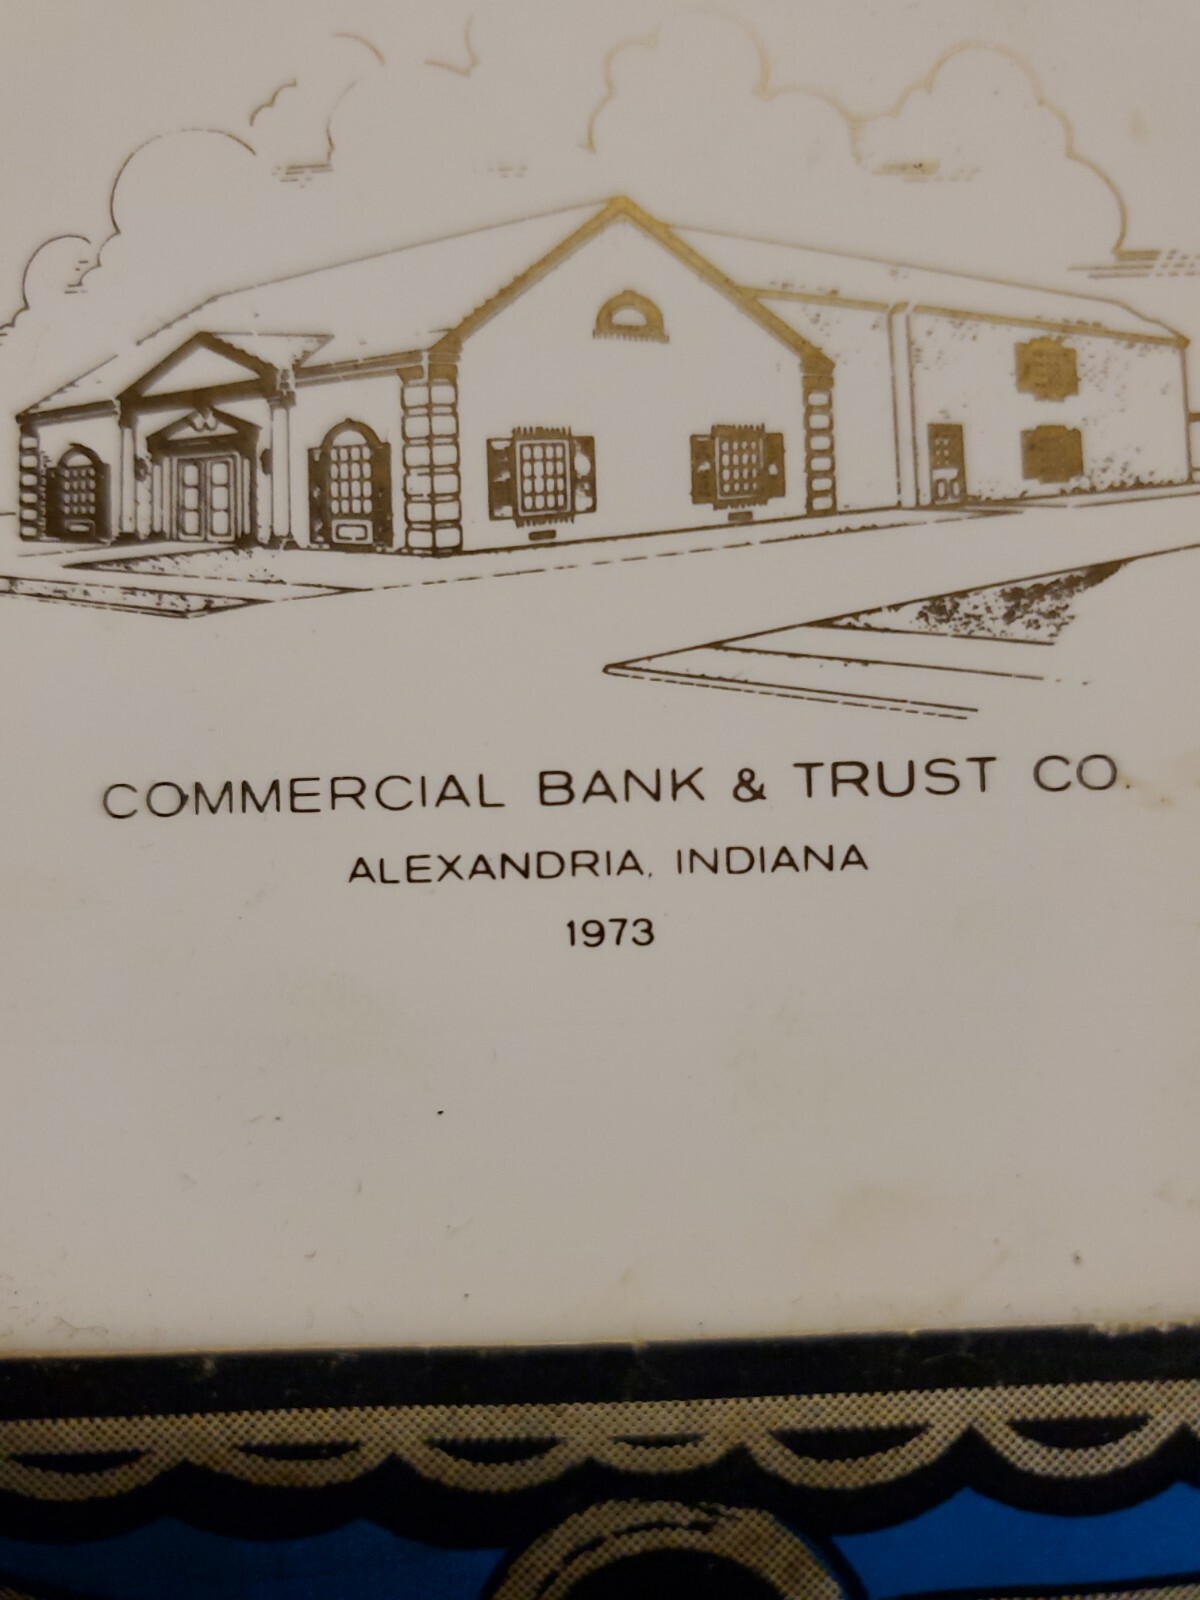 COMMERCIAL BANK & TRUST CO.
ALEXANDRIA, INDIANA
1973